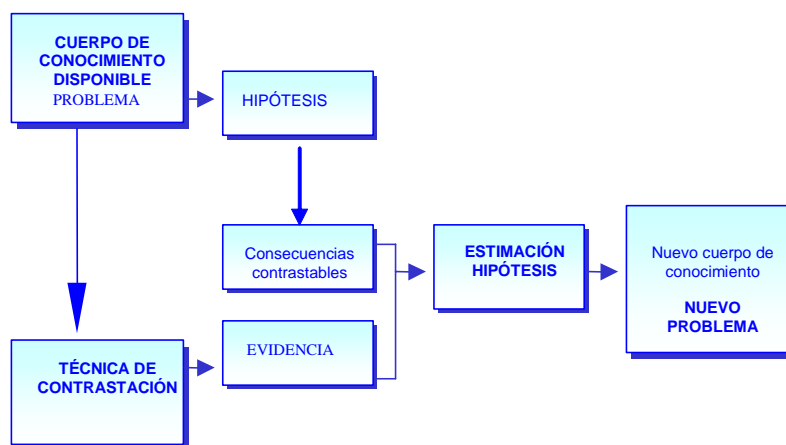 CUERPO DE
CONOCIMIENTO
DISPONIBLE
PROBLEMA
HIPÓTESIS
Consecuencias
contrastables
ESTIMACIÓN
HIPÓTESIS
Nuevo cuerpo de
conocimiento
NUEVO
PROBLEMA
TÉCNICA DE
CONTRASTACIÓN
EVIDENCIA